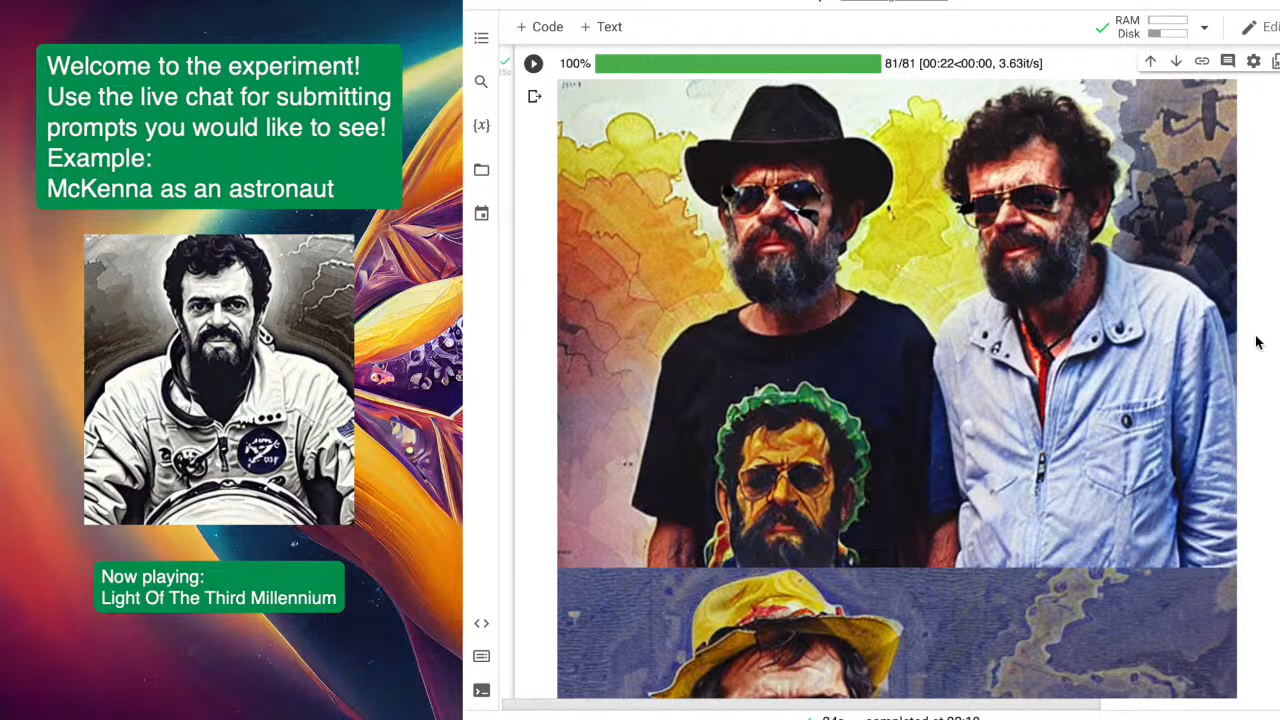 Welcome to the experiment!
Use the live chat for submitting
prompts you would like to see!
Example:
McKenna as an astronaut
Now playing:
Light Of The Third Millennium
+ Code + Text
RAM
Disk
100% 81/81 [00:22<00:00, 3.63it/s]
{x}
<>